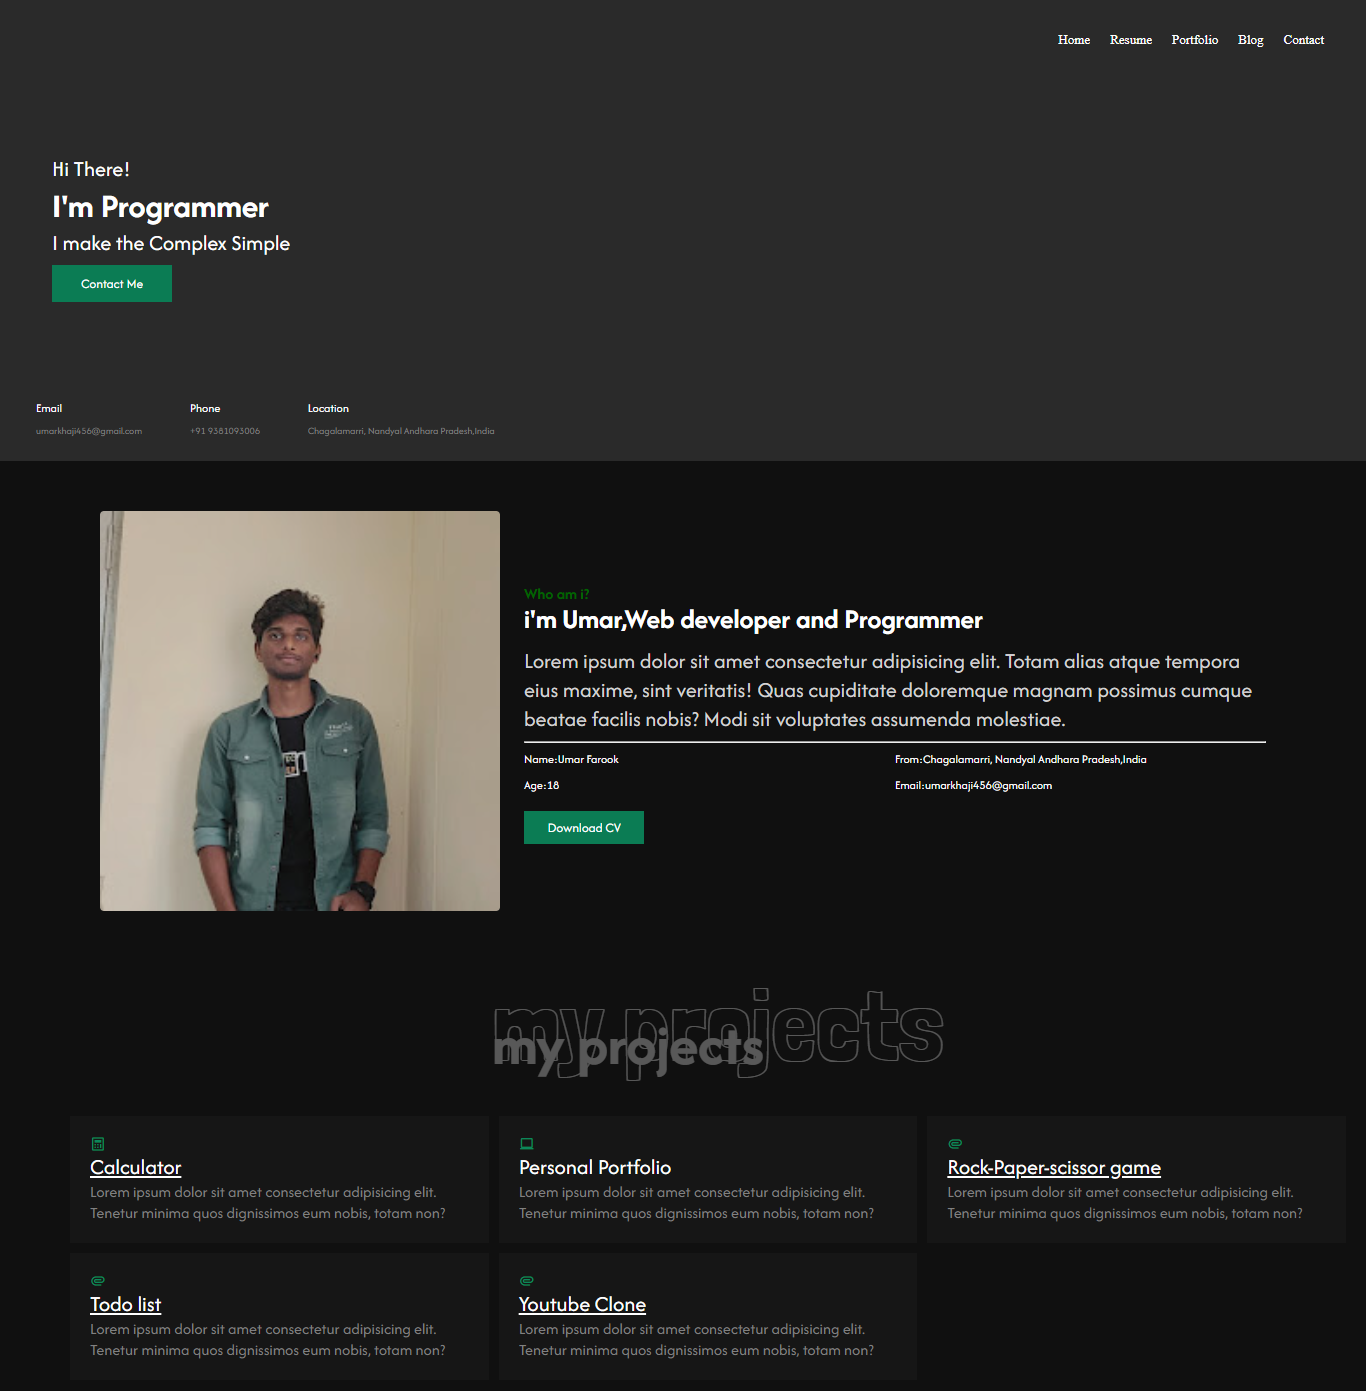 Home Resume Portfolio Blog Contact
Hi There!
I'm Programmer
I make the Complex Simple
Contact Me
Email Phone Location
umarkhaji456@gmail.com +91 9381093006 Chagalamarri, Nandyal Andhara Pradesh,India
Who am i?
i'm Umar,Web developer and Programmer
Lorem ipsum dolor sit amet consectetur adipisicing elit. Totam alias atque tempora
eius maxime, sint veritatis! Quas cupiditate doloremque magnam possimus cumque
beatae facilis nobis? Modi sit voluptates assumenda molestiae.
Name:Umar Farook From:Chagalamarri, Nandyal Andhara Pradesh,India
Age:18 Email:umarkhaji456@gmail.com
Download CV
my projects
my projects
Calculator
Lorem ipsum dolor sit amet consectetur adipisicing elit.
Tenetur minima quos dignissimos eum nobis, totam non?
Personal Portfolio
Lorem ipsum dolor sit amet consectetur adipisicing elit.
Tenetur minima quos dignissimos eum nobis, totam non?
Rock-Paper-scissor game
Lorem ipsum dolor sit amet consectetur adipisicing elit.
Tenetur minima quos dignissimos eum nobis, totam non?
Todo list
Lorem ipsum dolor sit amet consectetur adipisicing elit.
Tenetur minima quos dignissimos eum nobis, totam non?
Youtube Clone
Lorem ipsum dolor sit amet consectetur adipisicing elit.
Tenetur minima quos dignissimos eum nobis, totam non?